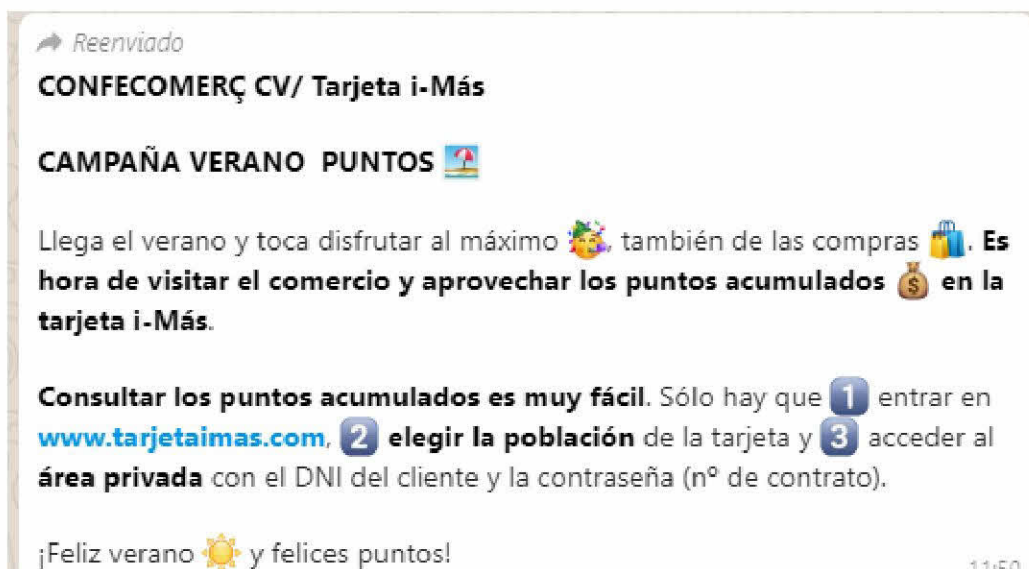 Reenviado
CONFECOMERÇ CV/ Tarjeta i-Más
CAMPAÑA VERANO PUNTOS 🏖️
Llega el verano y toca disfrutar al máximo 🥳, también de las compras 🛍️. Es
hora de visitar el comercio y aprovechar los puntos acumulados 💰 en la
tarjeta i-Más.
Consultar los puntos acumulados es muy fácil. Sólo hay que 1️⃣ entrar en
www.tarjetaimas.com, 2️⃣ elegir la población de la tarjeta y 3️⃣ acceder al
área privada con el DNI del cliente y la contraseña (nº de contrato).
¡Feliz verano ☀️ y felices puntos!